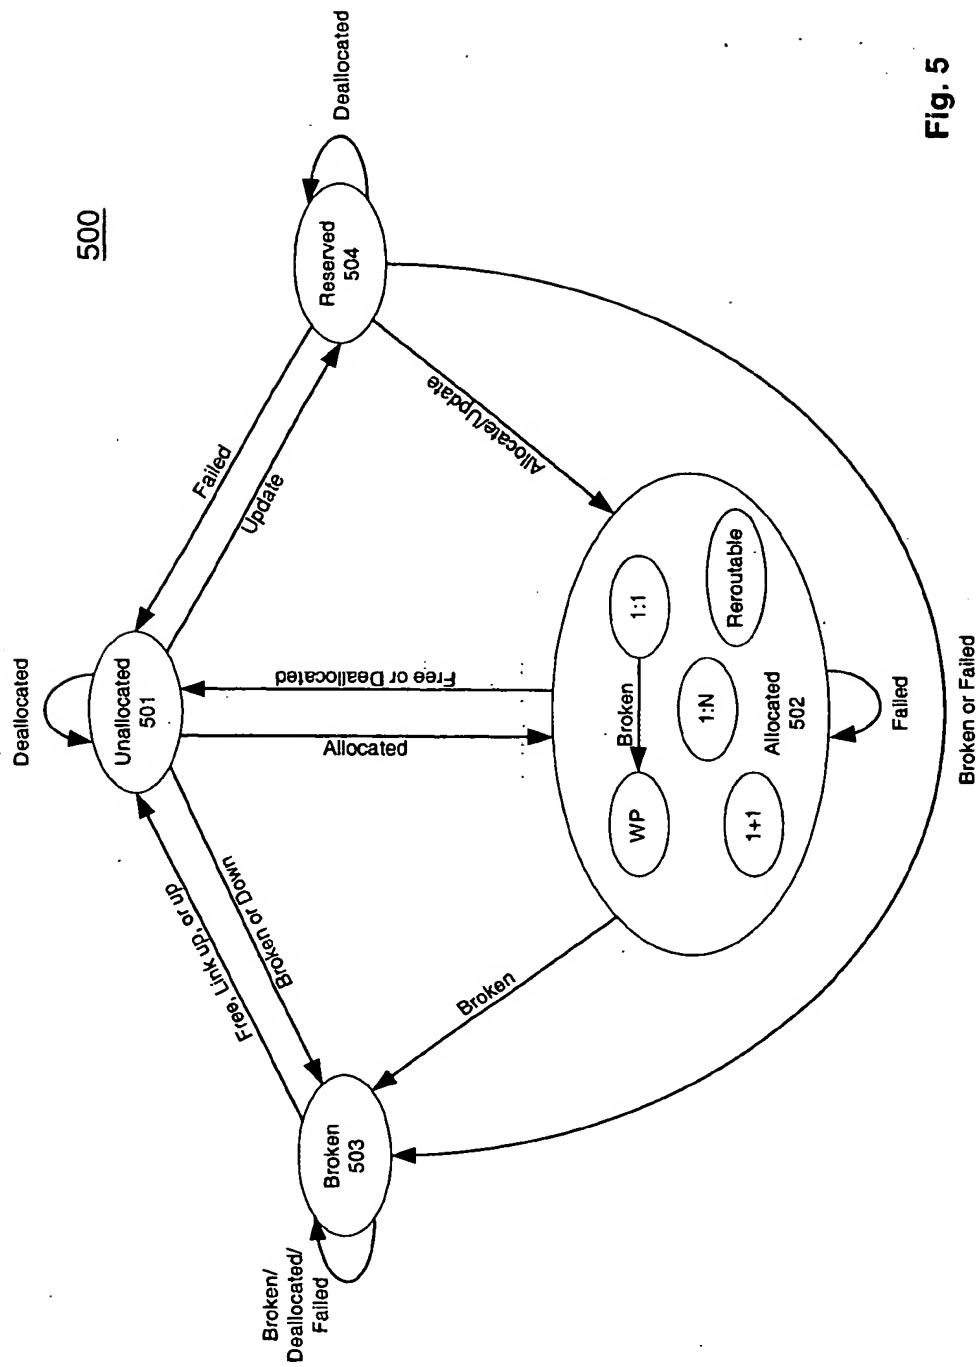 500
Deallocated
Unallocated
501
Free, Link up, or up
Broken or Down
Failed
Update
Broken/
Deallocated/
Failed
Broken
503
Reserved
504
Deallocated
Allocated
Free or Deallocated
Broken
Allocate/Update
WP
Broken
1:1
1:N
1+1
Allocated
502
Reroutable
Failed
Broken or Failed
Fig. 5